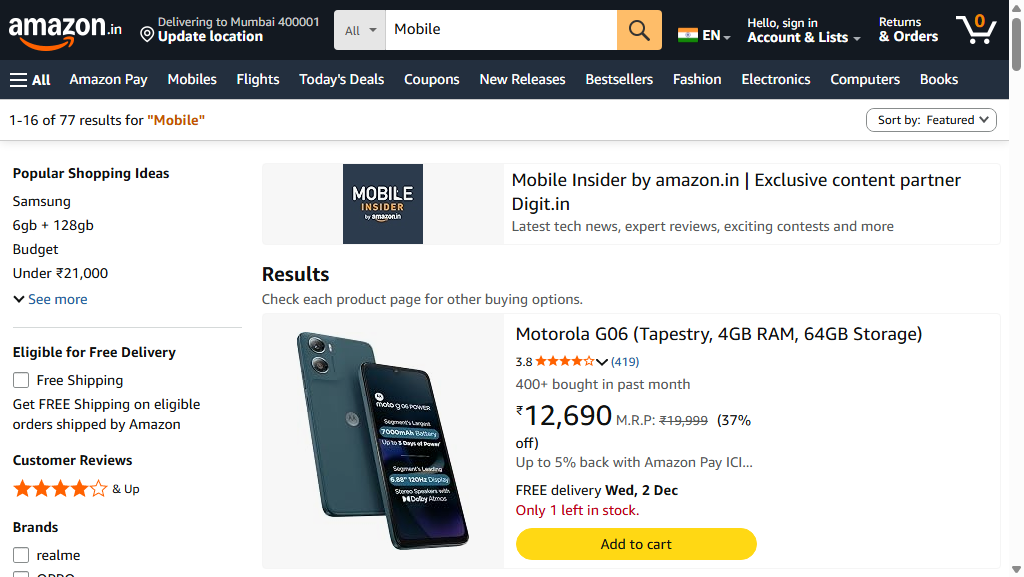 amazon.in
Delivering to Mumbai 400001
Update location
All
Mobile
EN
Hello, sign in
Account & Lists
Returns
& Orders
0
All
Amazon Pay
Mobiles
Flights
Today's Deals
Coupons
New Releases
Bestsellers
Fashion
Electronics
Computers
Books
1-16 of 77 results for "Mobile"
Sort by: Featured
Popular Shopping Ideas
Samsung
6gb + 128gb
Budget
Under ₹21,000
See more
Eligible for Free Delivery
Free Shipping
Get FREE Shipping on eligible
orders shipped by Amazon
Customer Reviews
& Up
Brands
realme
OPPO
MOBILE
INSIDER
by amazon.in
Mobile Insider by amazon.in | Exclusive content partner
Digit.in
Latest tech news, expert reviews, exciting contests and more
Results
Check each product page for other buying options.
moto g06 POWER
Segment's Largest
7000mAh Battery
Up to 3 Days of Power
Segment's Leading
6.88" 120Hz Display
Stereo Speakers with
Dolby Atmos
Motorola G06 (Tapestry, 4GB RAM, 64GB Storage)
3.8 (419)
400+ bought in past month
₹12,690 M.R.P: ₹19,999 (37%
off)
Up to 5% back with Amazon Pay ICI...
FREE delivery Wed, 2 Dec
Only 1 left in stock.
Add to cart